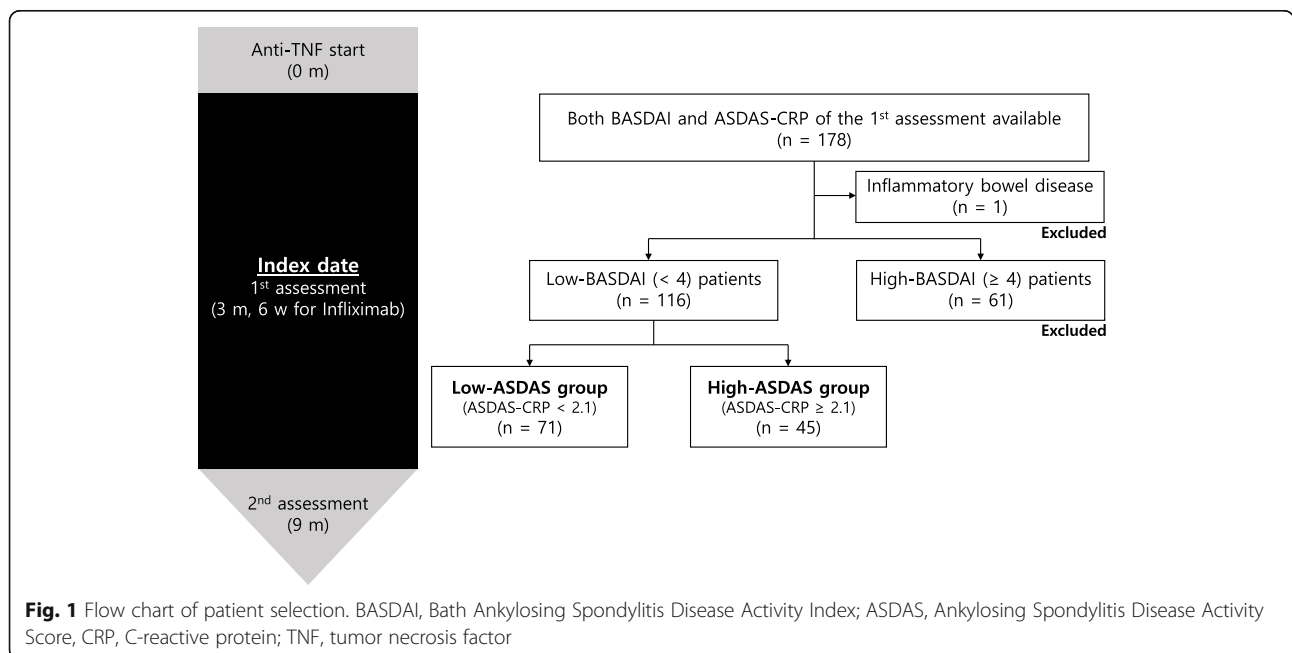 Anti-TNF start
(0 m)
Index date
1st assessment
(3 m, 6 w for Infliximab)
2nd assessment
(9 m)
Both BASDAI and ASDAS-CRP of the 1st assessment available
(n = 178)
Inflammatory bowel disease
(n = 1)
Excluded
Low-BASDAI (< 4) patients
(n = 116)
High-BASDAI (≥ 4) patients
(n = 61)
Excluded
Low-ASDAS group
(ASDAS-CRP < 2.1)
(n = 71)
High-ASDAS group
(ASDAS-CRP ≥ 2.1)
(n = 45)
Fig. 1 Flow chart of patient selection. BASDAI, Bath Ankylosing Spondylitis Disease Activity Index; ASDAS, Ankylosing Spondylitis Disease Activity
Score, CRP, C-reactive protein; TNF, tumor necrosis factor